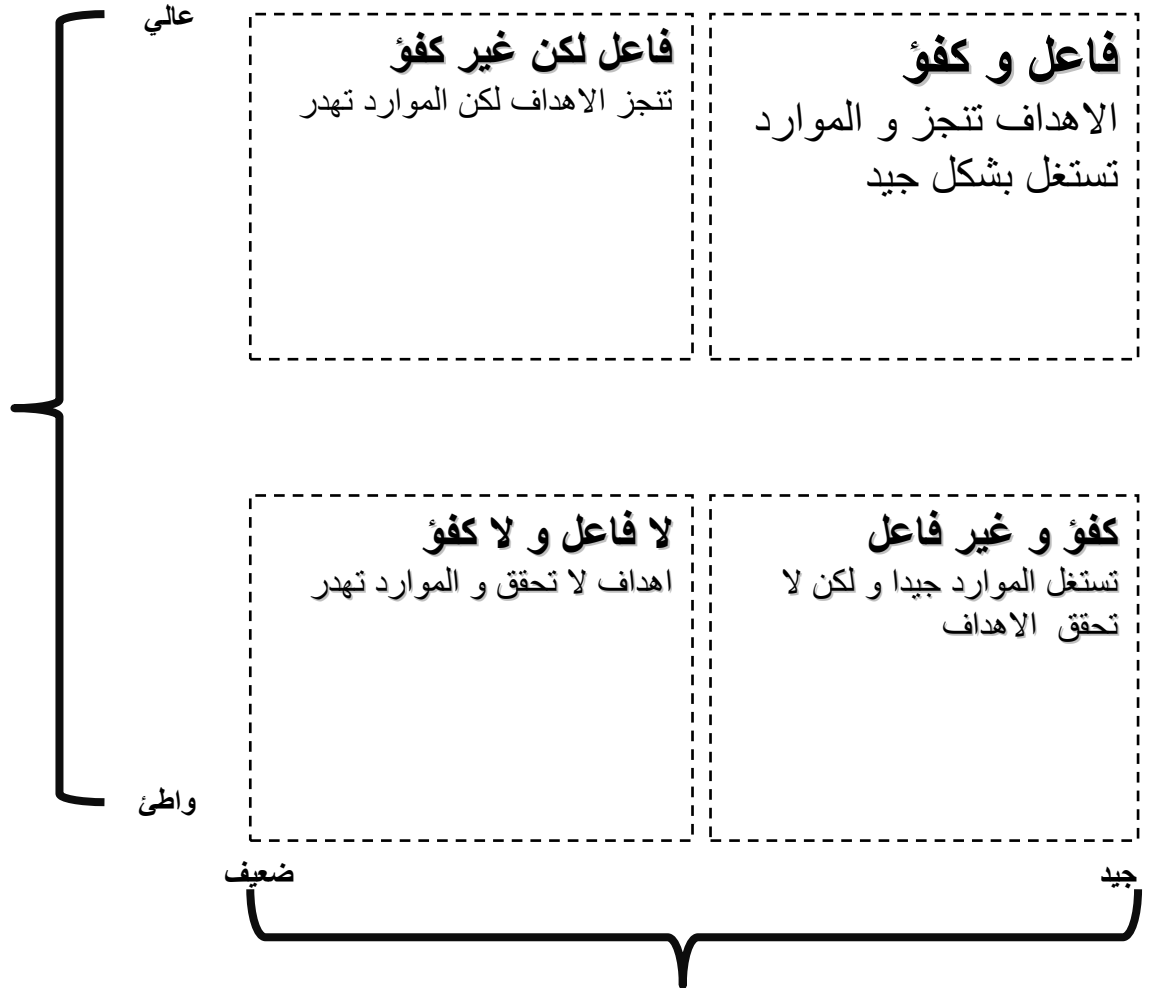 عالي
فاعل و كفؤ
الاهداف تنجز و الموارد
تستغل بشكل جيد
فاعل لكن غير كفؤ
تنجز الاهداف لكن الموارد تهدر
كفؤ و غير فاعل
تستغل الموارد جيدا و لكن لا
تحقق الاهداف
لا فاعل و لا كفؤ
اهداف لا تحقق و الموارد تهدر
واطئ
جيد
ضعيف